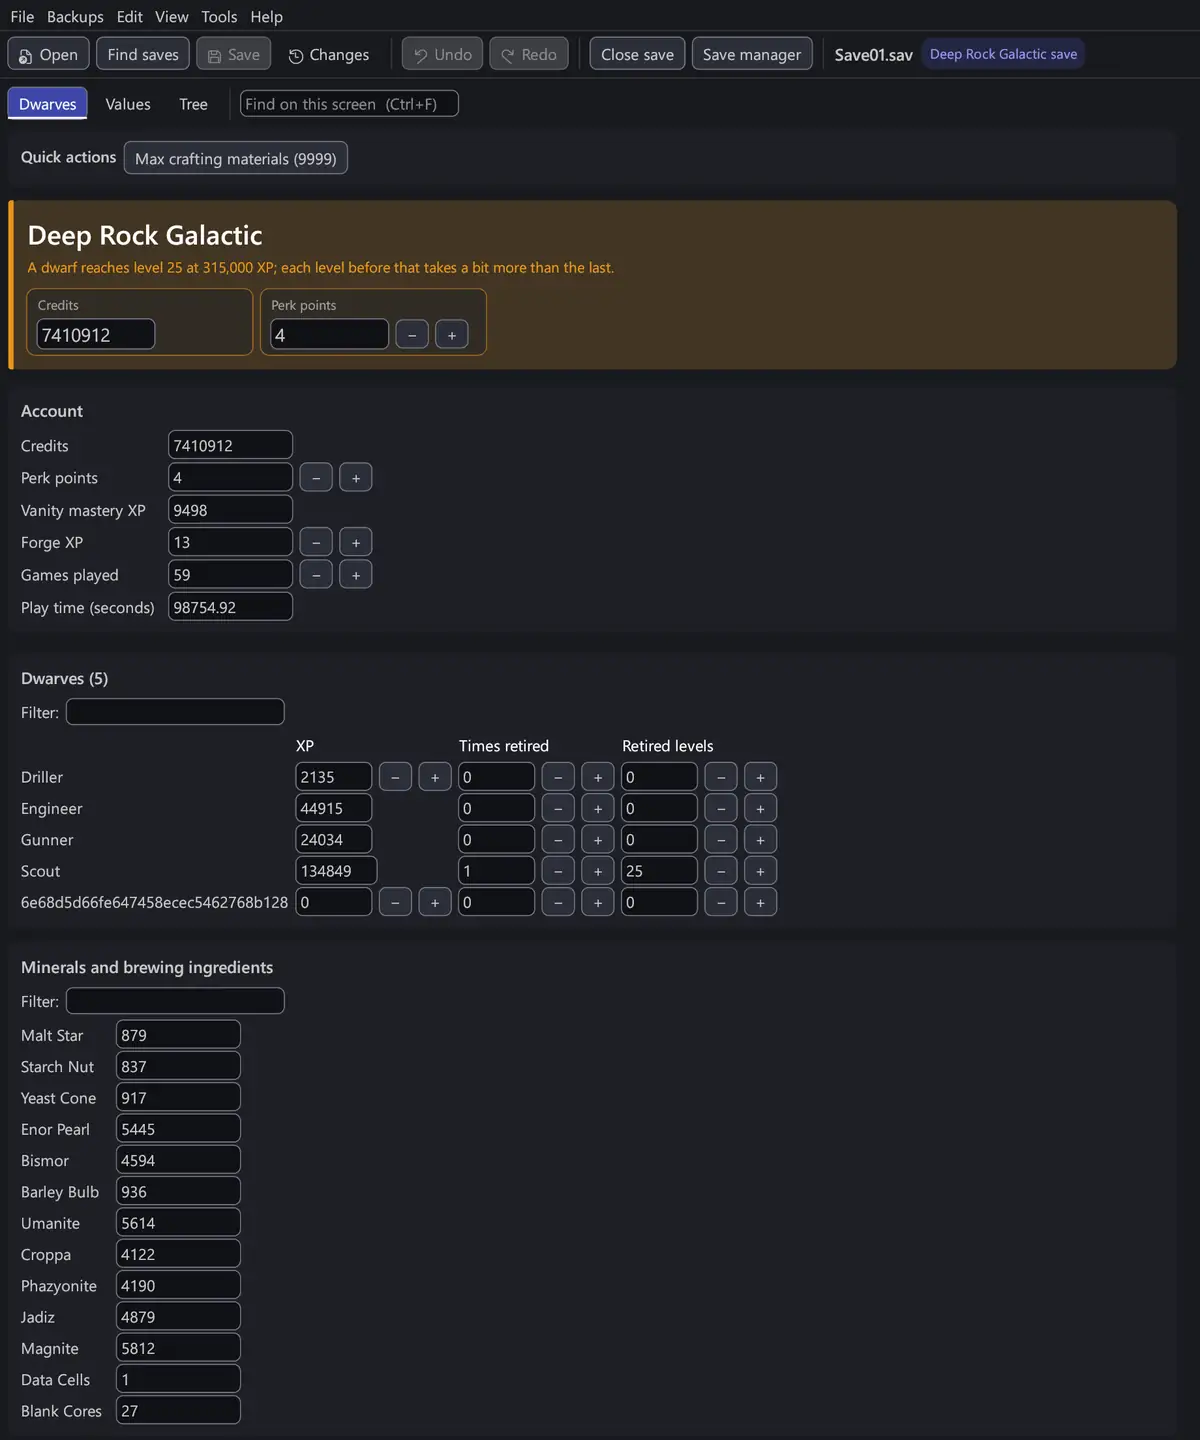 File Backups Edit View Tools Help
Open Find saves Save Changes Undo Redo Close save Save manager Save01.sav Deep Rock Galactic save
Dwarves Values Tree Find on this screen (Ctrl+F)
Quick actions Max crafting materials (9999)
Deep Rock Galactic
A dwarf reaches level 25 at 315,000 XP; each level before that takes a bit more than the last.
Credits Perk points
7410912 4 − +
Account
Credits 7410912
Perk points 4 − +
Vanity mastery XP 9498
Forge XP 13 − +
Games played 59 − +
Play time (seconds) 98754.92
Dwarves (5)
Filter:
XP Times retired Retired levels
Driller 2135 − + 0 − + 0 − +
Engineer 44915 0 − + 0 − +
Gunner 24034 0 − + 0 − +
Scout 134849 1 − + 25 − +
6e68d5d66fe647458ecec5462768b128 0 − + 0 − + 0 − +
Minerals and brewing ingredients
Filter:
Malt Star 879
Starch Nut 837
Yeast Cone 917
Enor Pearl 5445
Bismor 4594
Barley Bulb 936
Umanite 5614
Croppa 4122
Phazyonite 4190
Jadiz 4879
Magnite 5812
Data Cells 1
Blank Cores 27